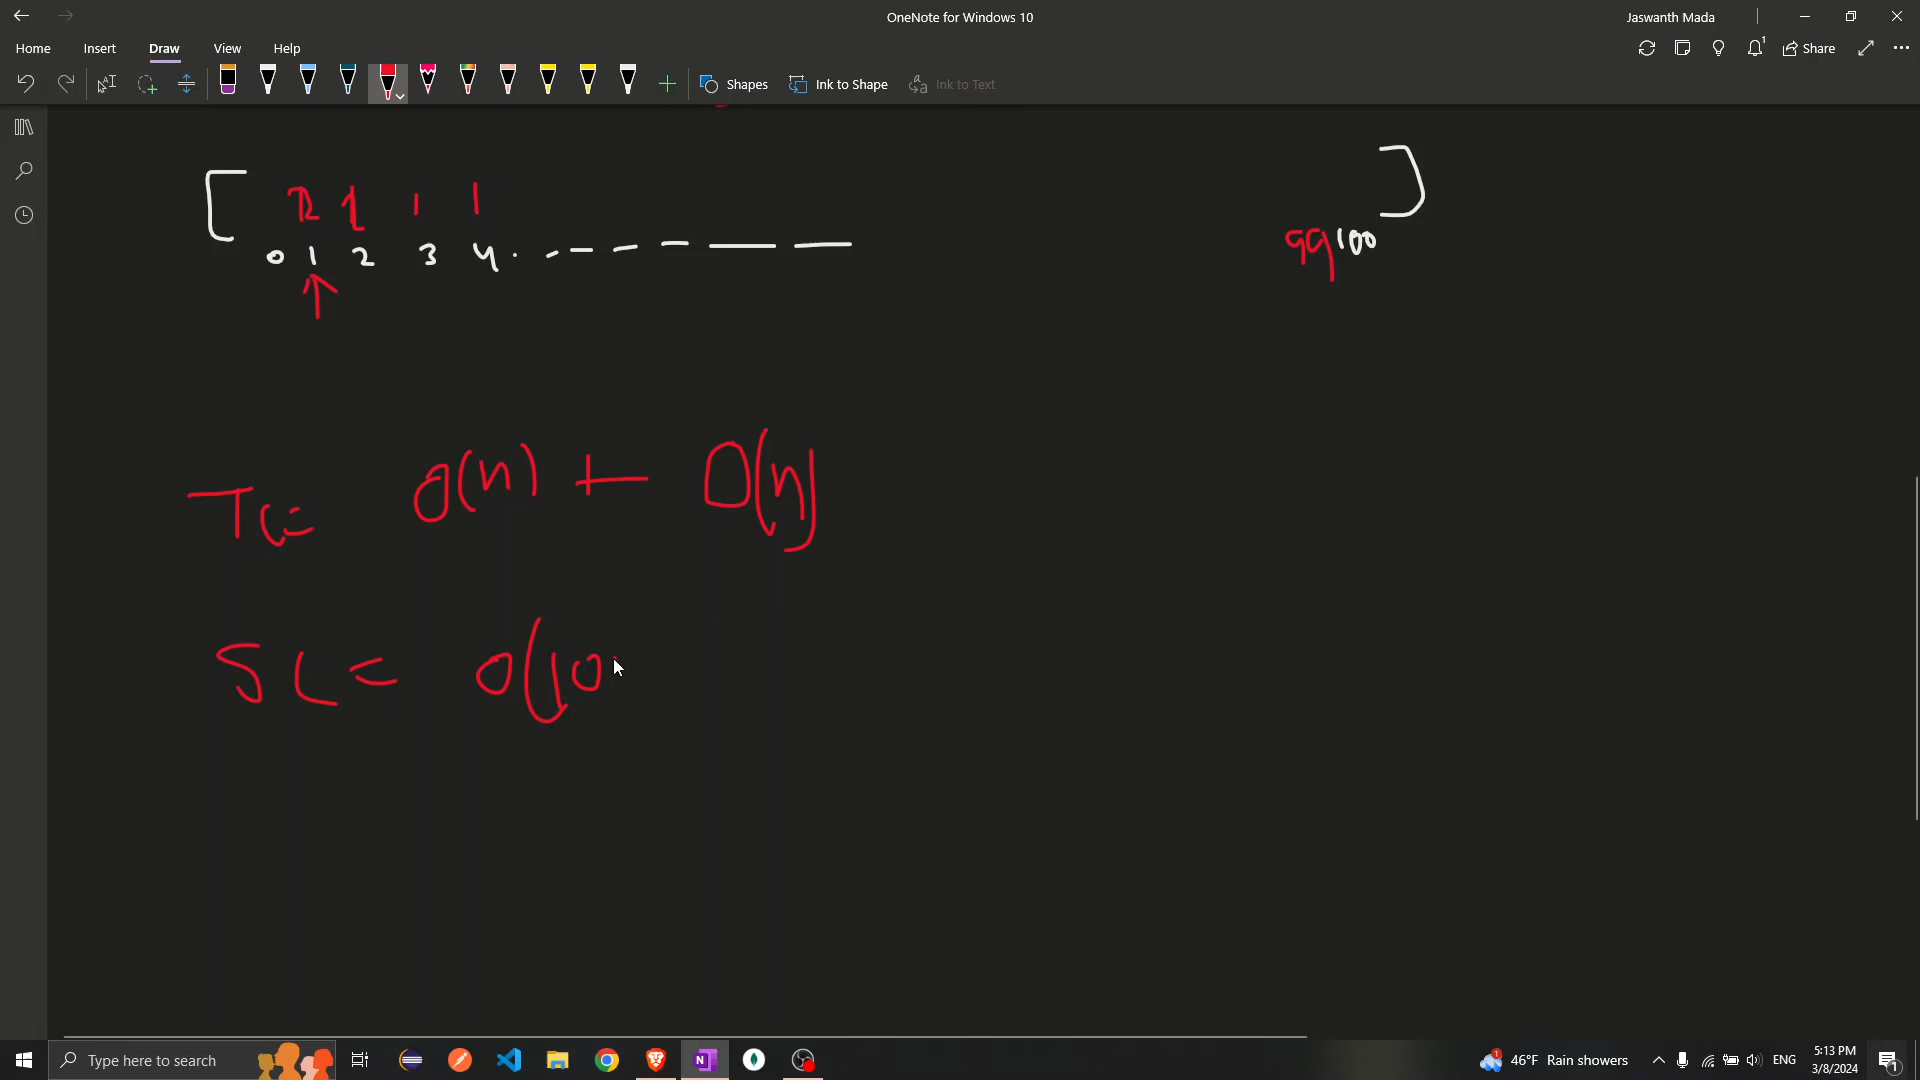 OneNote for Windows 10
Jaswanth Mada
Home Insert Draw View Help
1 Share
Shapes Ink to Shape Ink to Text
1 1
0 1 2 3 4
99 100
TC= O(n) + O(n)
SC = O(10
Type here to search
N
1 46°F Rain showers
ENG
5:13 PM
3/8/2024
1